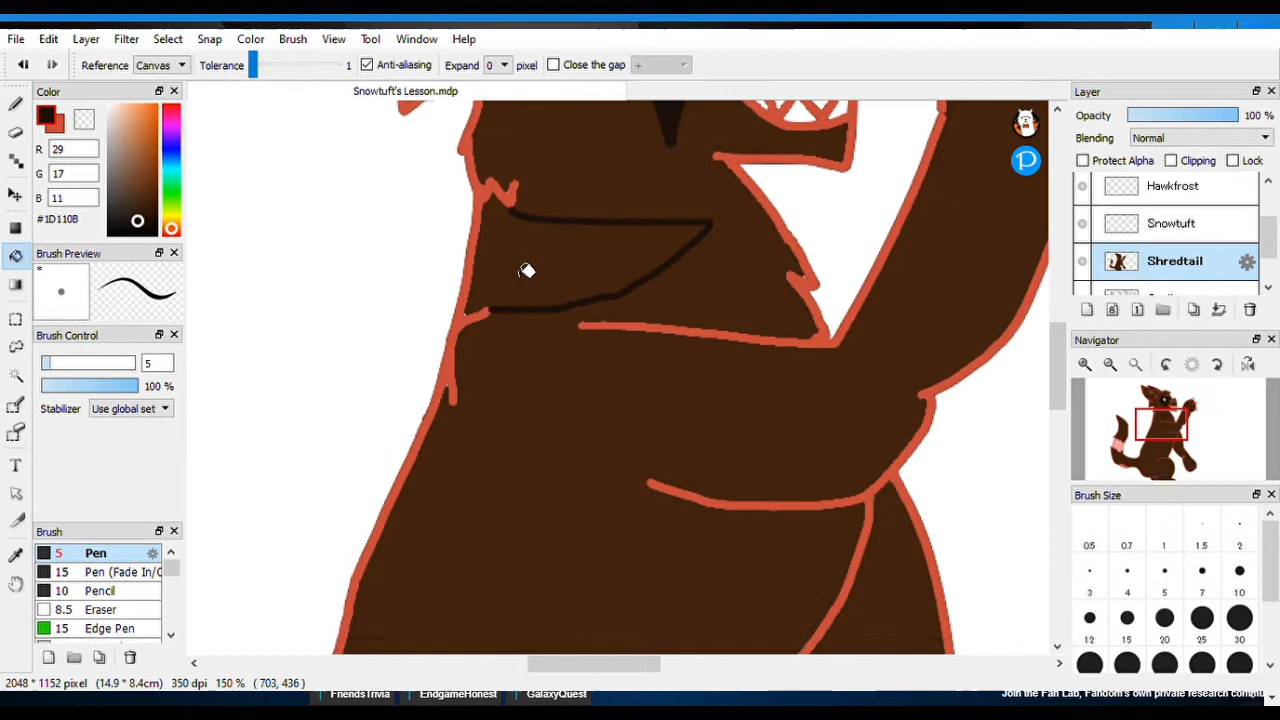 File Edit Layer Filter Select Snap Color Brush View Tool Window Help
Reference Canvas Tolerance 1 Anti-aliasing Expand 0 pixel Close the gap +
Color
Snowtuft's Lesson.mdp
Layer
R 29
G 17
B 11
#1D110B
Opacity 100 %
Blending Normal
Protect Alpha Clipping Lock
Hawkfrost
Snowtuft
Shredtail
Brush Preview
*
Brush Control
5
100 %
Stabilizer Use global set
Navigator
Brush
5 Pen
15 Pen (Fade In/O
10 Pencil
8.5 Eraser
15 Edge Pen
Brush Size
0.5 0.7 1 1.5 2
3 4 5 7 10
12 15 20 25 30
2048 * 1152 pixel (14.9 * 8.4cm) 350 dpi 150 % ( 703, 436 )
FriendsTrivia EndgameHonest GalaxyQuest
Join the Fan Lab, Fandom's own private research commu